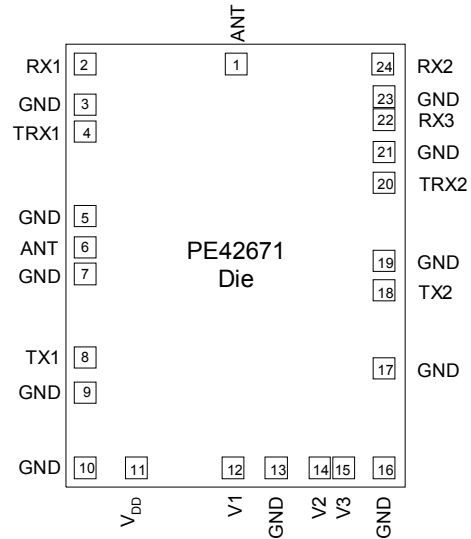 ANT
RX1 2 1 24 RX2
GND 3 23 GND
TRX1 4 22 RX3
21 GND
20 TRX2
GND 5
ANT 6 PE42671 19 GND
GND 7 Die 18 TX2
TX1 8 17 GND
GND 9
GND 10 11 12 13 14 15 16
VDD V1 GND V2 V3 GND